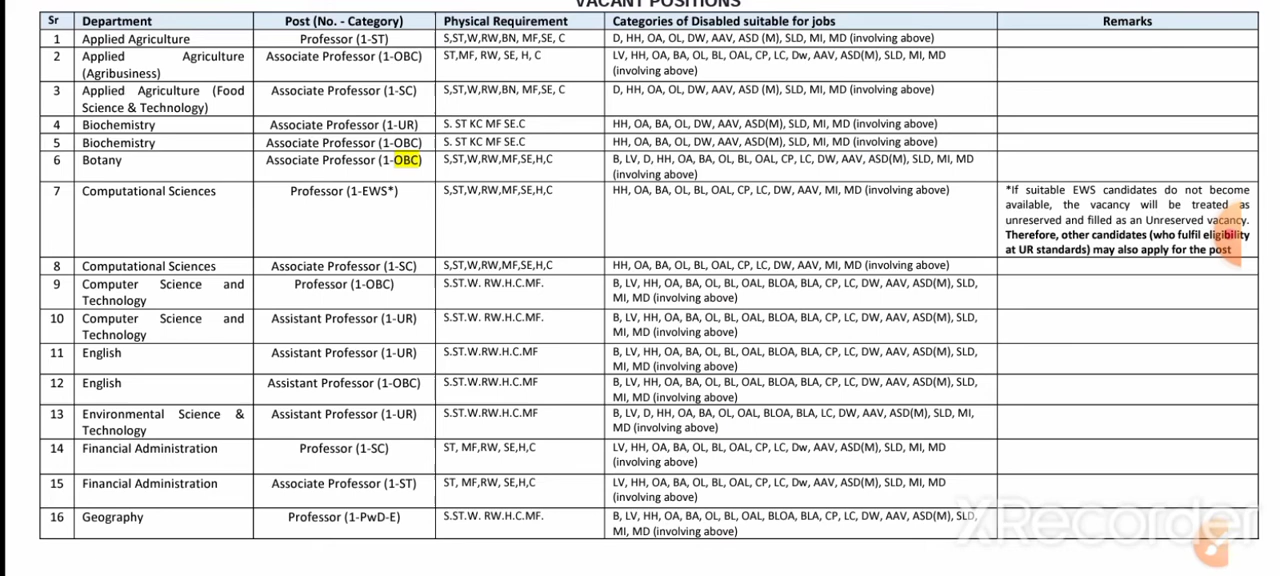 VACANT POSITIONS
Sr Department Post (No. - Category) Physical Requirement Categories of Disabled suitable for jobs Remarks
1 Applied Agriculture Professor (1-ST) S,ST,W,RW,BN, MF,SE, C D, HH, OA, OL, DW, AAV, ASD (M), SLD, MI, MD (involving above)
2 Applied Agriculture Associate Professor (1-OBC) ST,MF, RW, SE, H, C LV, HH, OA, BA, OL, BL, OAL, CP, LC, Dw, AAV, ASD(M), SLD, MI, MD
(Agribusiness) (involving above)
3 Applied Agriculture (Food Associate Professor (1-SC) S,ST,W,RW,BN, MF,SE, C D, HH, OA, OL, DW, AAV, ASD (M), SLD, MI, MD (involving above)
Science & Technology)
4 Biochemistry Associate Professor (1-UR) S. ST KC MF SE.C HH, OA, BA, OL, DW, AAV, ASD(M), SLD, MI, MD (involving above)
5 Biochemistry Associate Professor (1-OBC) S. ST KC MF SE.C HH, OA, BA, OL, DW, AAV, ASD(M), SLD, MI, MD (involving above)
6 Botany Associate Professor (1-OBC) S,ST,W,RW,MF,SE,H,C B, LV, D, HH, OA, BA, OL, BL, OAL, CP, LC, DW, AAV, ASD(M), SLD, MI, MD
(involving above)
7 Computational Sciences Professor (1-EWS*) S,ST,W,RW,MF,SE,H,C HH, OA, BA, OL, BL, OAL, CP, LC, DW, AAV, MI, MD (involving above) *If suitable EWS candidates do not become
available, the vacancy will be treated as
unreserved and filled as an Unreserved vacancy.
Therefore, other candidates (who fulfil eligibility
at UR standards) may also apply for the post
8 Computational Sciences Associate Professor (1-SC) S,ST,W,RW,MF,SE,H,C HH, OA, BA, OL, BL, OAL, CP, LC, DW, AAV, MI, MD (involving above)
9 Computer Science and Professor (1-OBC) S.ST.W. RW.H.C.MF. B, LV, HH, OA, BA, OL, BL, OAL, BLOA, BLA, CP, LC, DW, AAV, ASD(M), SLD,
Technology MI, MD (involving above)
10 Computer Science and Assistant Professor (1-UR) S.ST.W. RW.H.C.MF. B, LV, HH, OA, BA, OL, BL, OAL, BLOA, BLA, CP, LC, DW, AAV, ASD(M), SLD,
Technology MI, MD (involving above)
11 English Assistant Professor (1-UR) S.ST.W.RW.H.C.MF B, LV, HH, OA, BA, OL, BL, OAL, BLOA, BLA, CP, LC, DW, AAV, ASD(M), SLD,
MI, MD (involving above)
12 English Assistant Professor (1-OBC) S.ST.W.RW.H.C.MF B, LV, HH, OA, BA, OL, BL, OAL, BLOA, BLA, CP, LC, DW, AAV, ASD(M), SLD,
MI, MD (involving above)
13 Environmental Science & Assistant Professor (1-UR) S.ST.W.RW.H.C.MF B, LV, D, HH, OA, BA, OL, OAL, BLOA, BLA, LC, DW, AAV, ASD(M), SLD, MI,
Technology MD (involving above)
14 Financial Administration Professor (1-SC) ST, MF,RW, SE,H,C LV, HH, OA, BA, OL, BL, OAL, CP, LC, Dw, AAV, ASD(M), SLD, MI, MD
(involving above)
15 Financial Administration Associate Professor (1-ST) ST, MF,RW, SE,H,C LV, HH, OA, BA, OL, BL, OAL, CP, LC, Dw, AAV, ASD(M), SLD, MI, MD
(involving above)
16 Geography Professor (1-PwD-E) S.ST.W. RW.H.C.MF. B, LV, HH, OA, BA, OL, BL, OAL, BLOA, BLA, CP, LC, DW, AAV, ASD(M), SLD,
MI, MD (involving above)
XRecorder